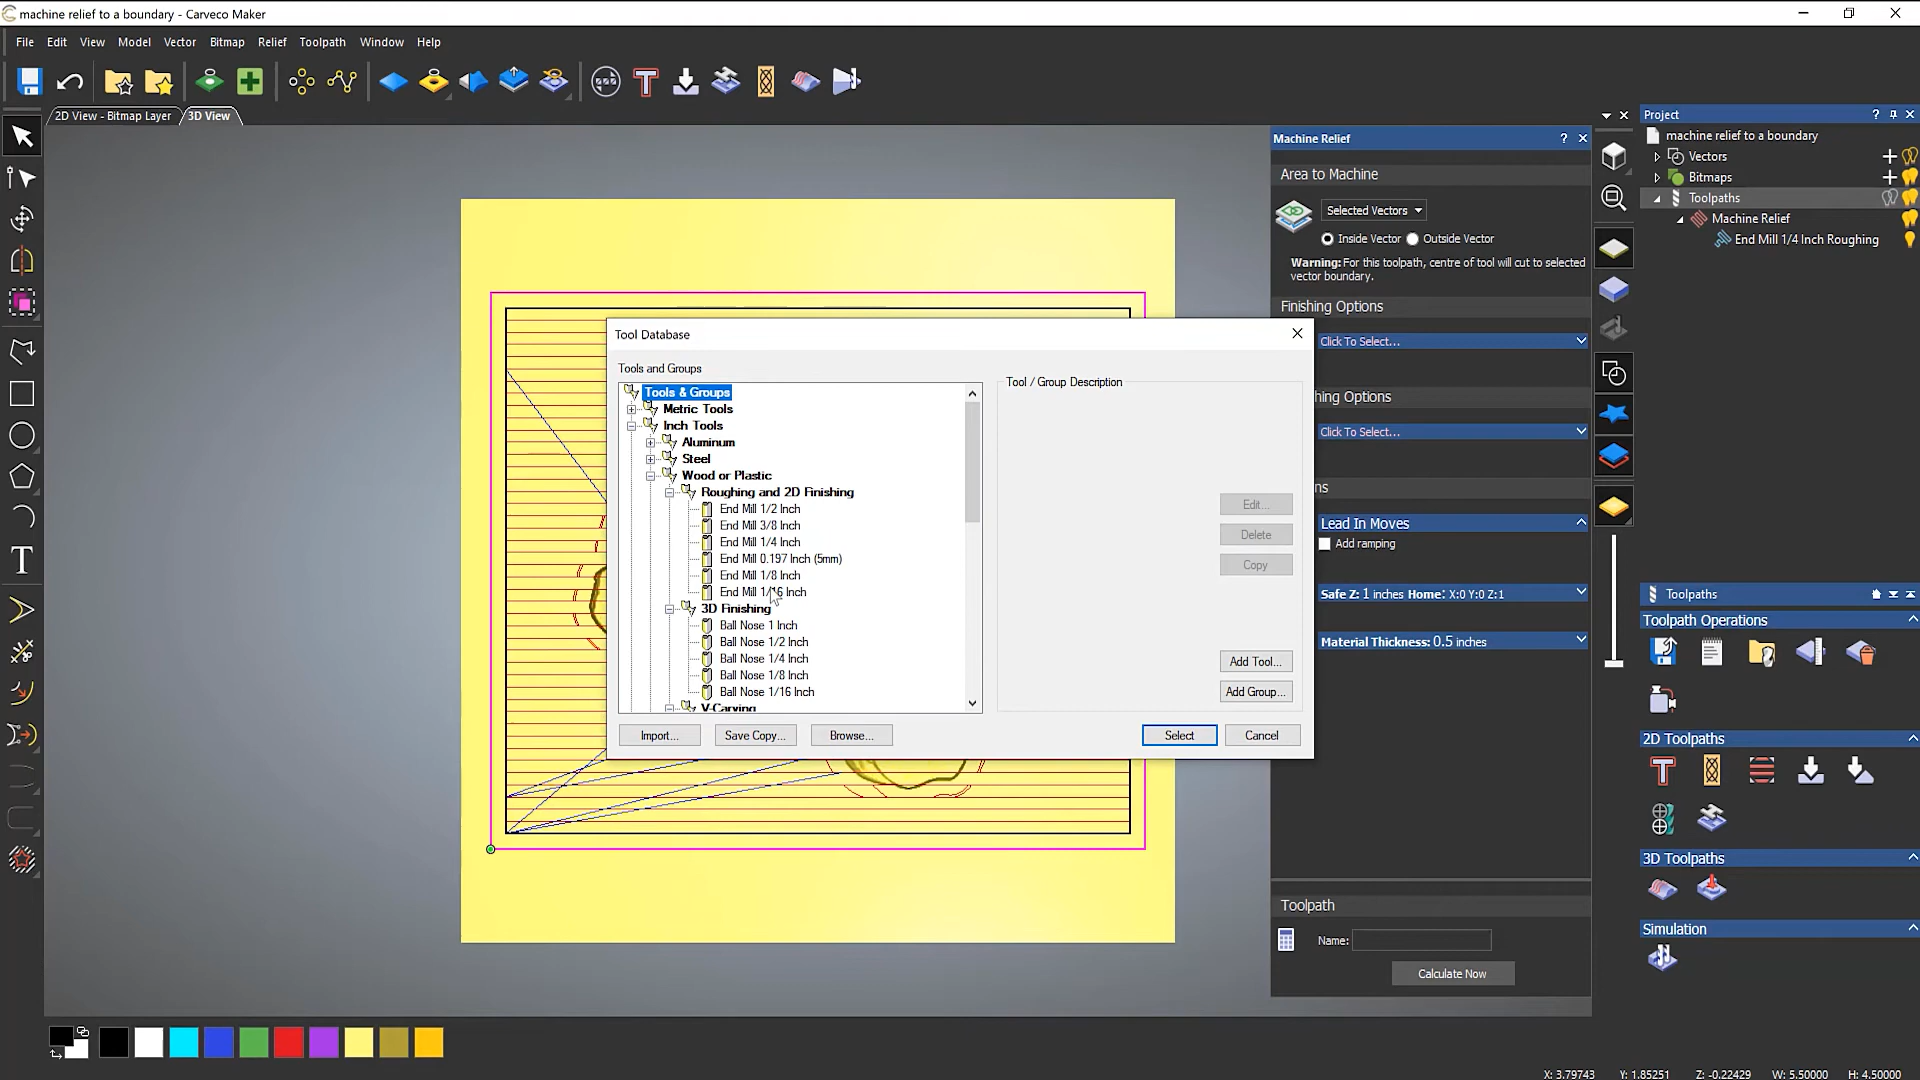 machine relief to a boundary - Carveco Maker
File Edit View Model Vector Bitmap Relief Toolpath Window Help
2D View - Bitmap Layer 3D View
Machine Relief
Area to Machine
Selected Vectors
Inside Vector Outside Vector
Warning: For this toolpath, centre of tool will cut to selected
vector boundary.
Finishing Options
Click To Select...
hing Options
Click To Select...
ns
Lead In Moves
Add ramping
Safe Z: 1 inches Home: X:0 Y:0 Z:1
Material Thickness: 0.5 inches
Toolpath
Name:
Calculate Now
Tool Database
Tools and Groups
Tools & Groups
Metric Tools
Inch Tools
Aluminum
Steel
Wood or Plastic
Roughing and 2D Finishing
End Mill 1/2 Inch
End Mill 3/8 Inch
End Mill 1/4 Inch
End Mill 0.197 Inch (5mm)
End Mill 1/8 Inch
End Mill 1/16 Inch
3D Finishing
Ball Nose 1 Inch
Ball Nose 1/2 Inch
Ball Nose 1/4 Inch
Ball Nose 1/8 Inch
Ball Nose 1/16 Inch
V-Carving
Tool / Group Description
Edit...
Delete
Copy
Add Tool...
Add Group...
Import... Save Copy... Browse... Select Cancel
Project
machine relief to a boundary
Vectors
Bitmaps
Toolpaths
Machine Relief
End Mill 1/4 Inch Roughing
Toolpaths
Toolpath Operations
2D Toolpaths
3D Toolpaths
Simulation
X: 3.79743 Y: 1.85251 Z: -0.22429 W: 5.50000 H: 4.50000